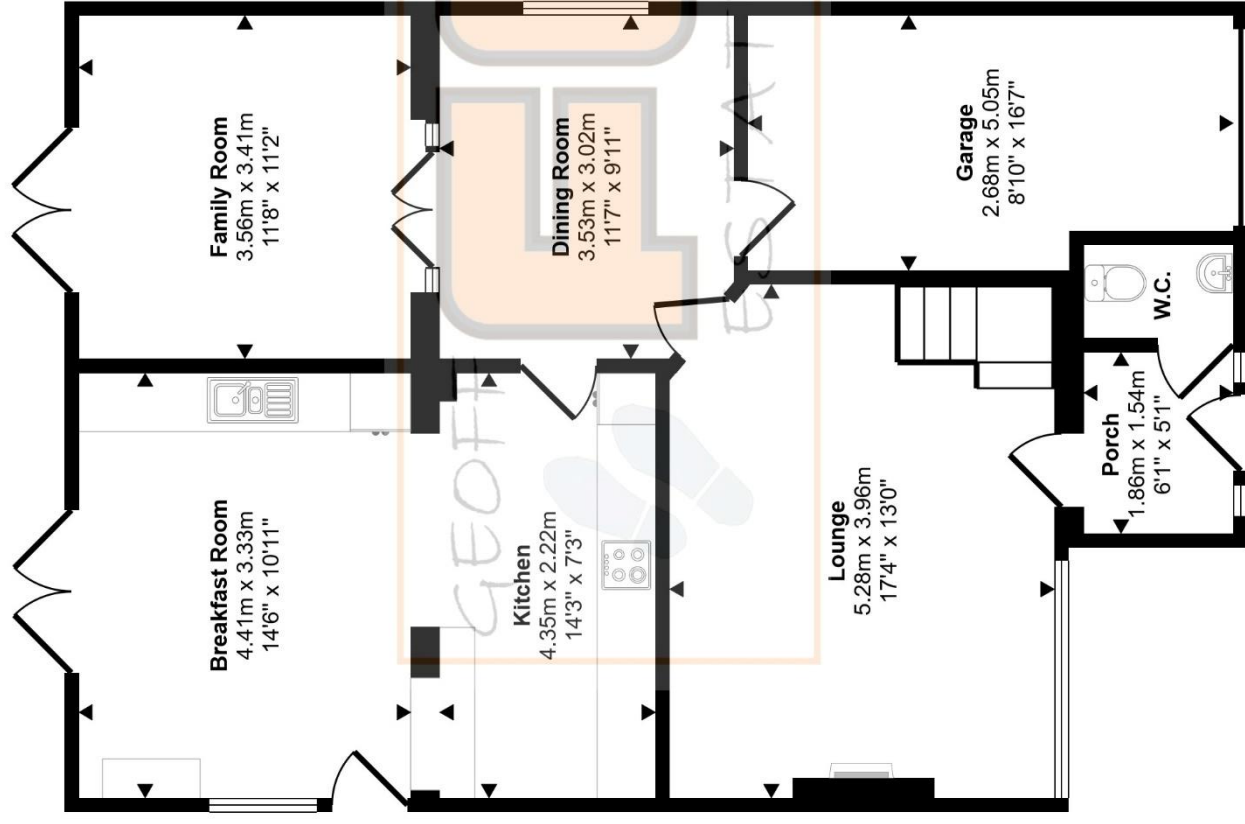 Family Room
3.56m x 3.41m
11'8" x 11'2"
Dining Room
3.53m x 3.02m
11'7" x 9'11"
Garage
2.68m x 5.05m
8'10" x 16'7"
W.C.
Porch
1.86m x 1.54m
6'1" x 5'1"
Breakfast Room
4.41m x 3.33m
14'6" x 10'11"
Kitchen
4.35m x 2.22m
14'3" x 7'3"
Lounge
5.28m x 3.96m
17'4" x 13'0"
GEOFF
ESTAT